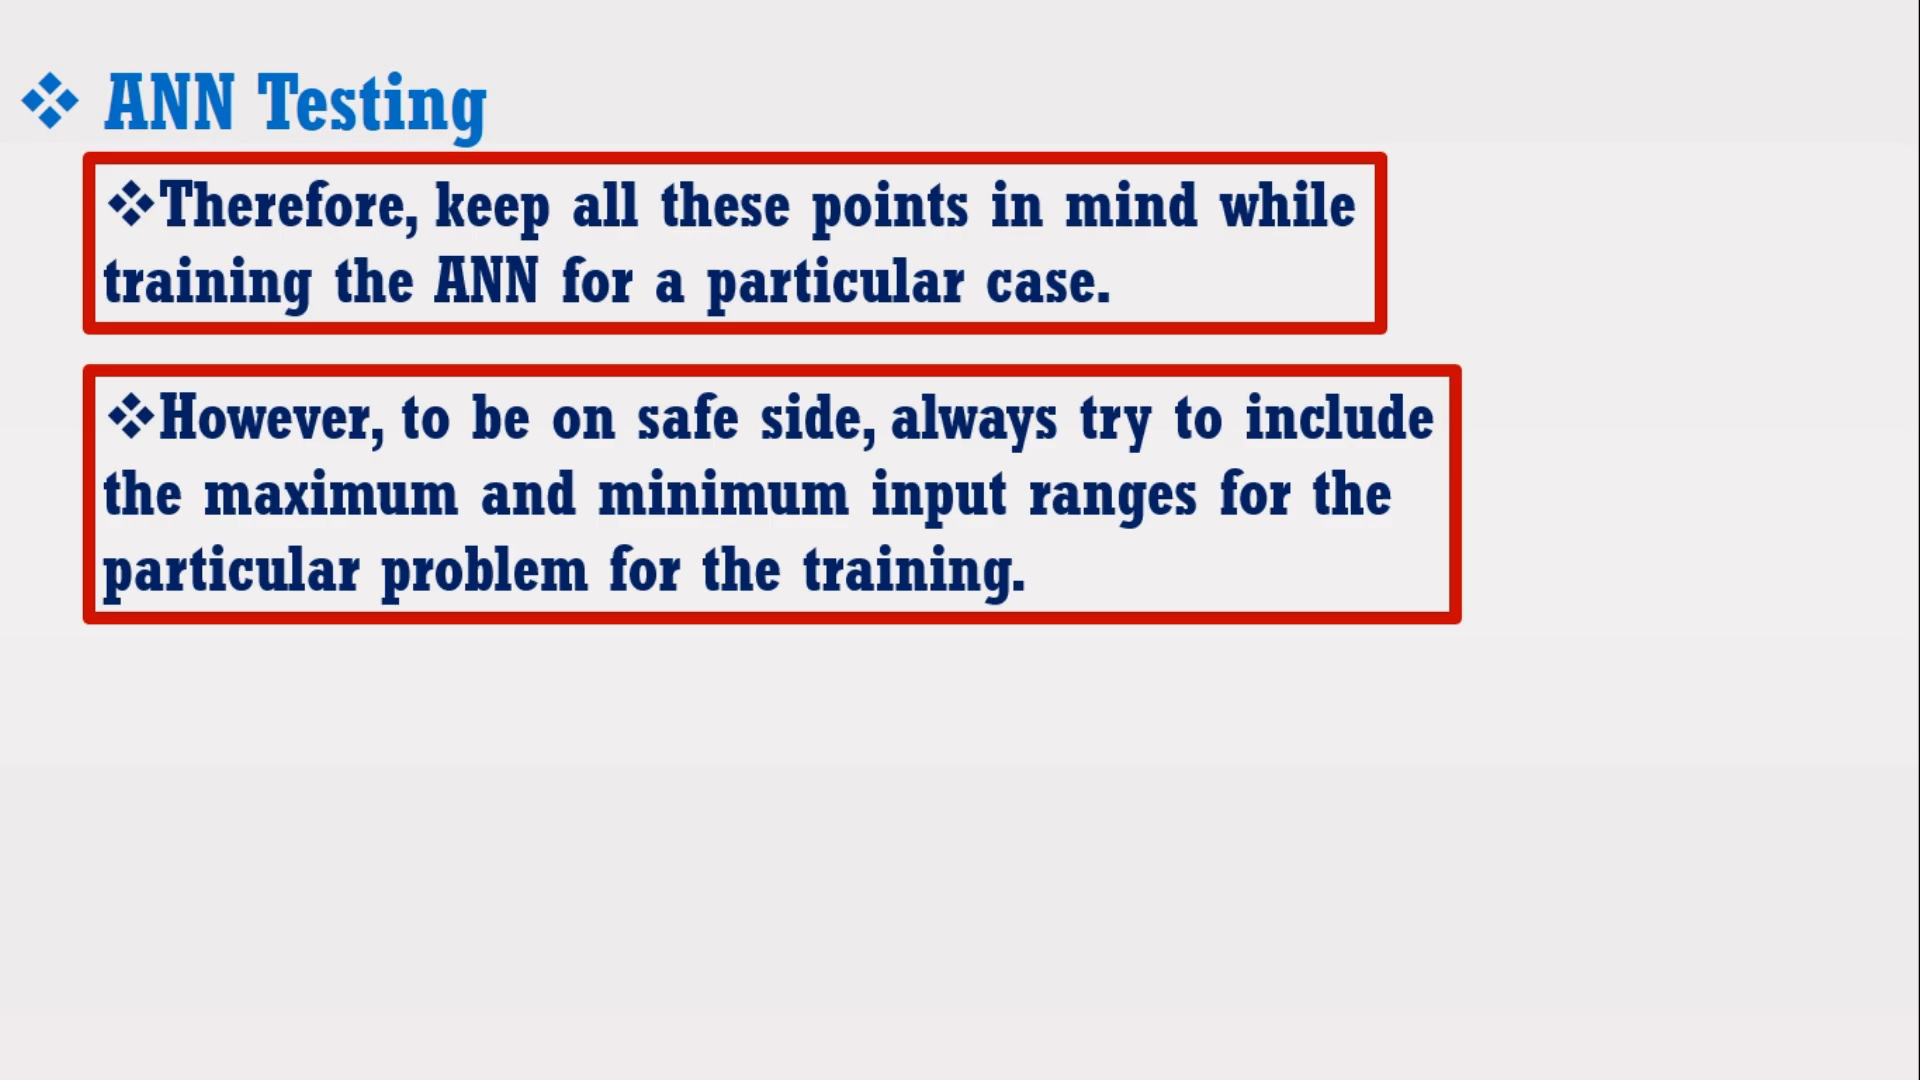 ❖ ANN Testing
❖Therefore, keep all these points in mind while
training the ANN for a particular case.
❖However, to be on safe side, always try to include
the maximum and minimum input ranges for the
particular problem for the training.